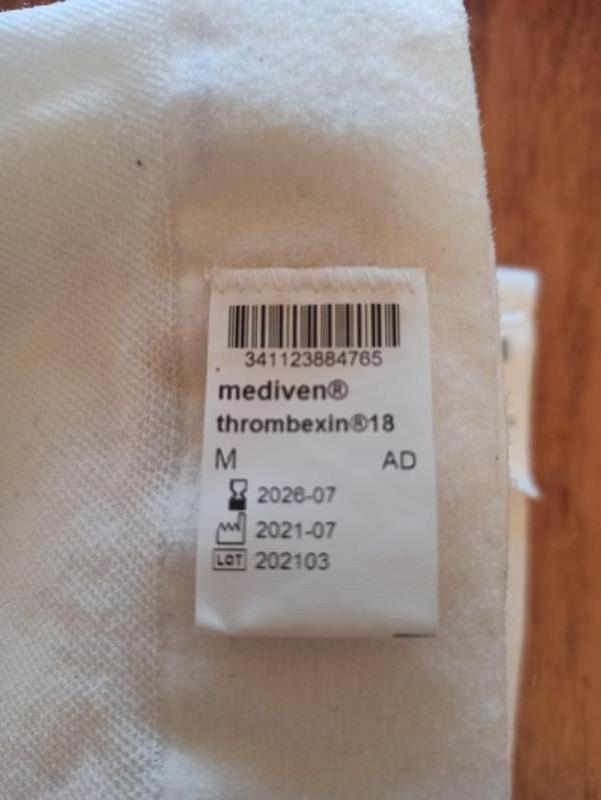 341123884765
mediven®
thrombexin®18
M AD
2026-07
2021-07
LOT 202103